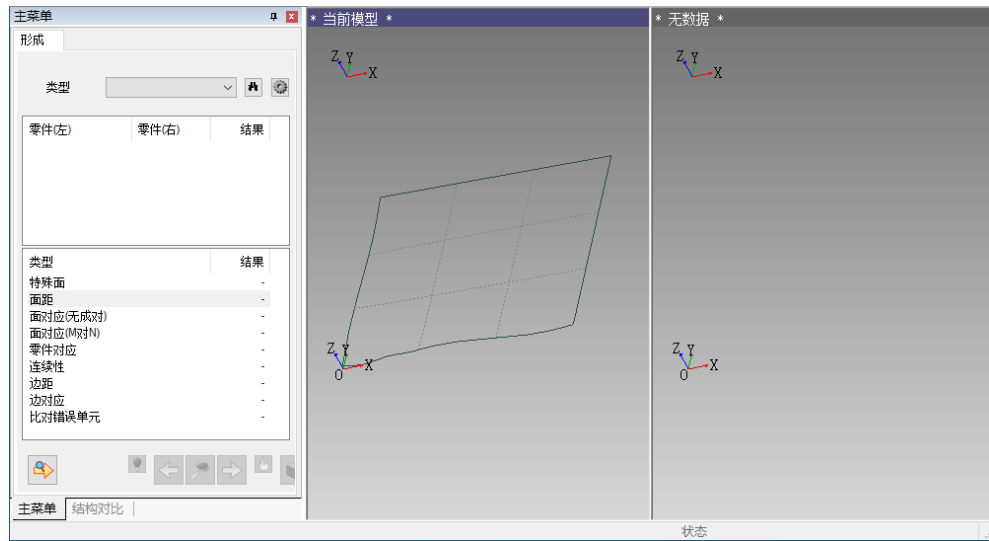 主菜单
形成
类型
零件(左) 零件(右) 结果
类型 结果
特殊面 -
面距 -
面对应(无成对) -
面对应(M对N) -
零件对应 -
连续性 -
边距 -
边对应 -
比对错误单元 -
主菜单 结构对比
* 当前模型 *
Z Y X
Z Y X O
* 无数据 *
Z Y X
Z Y X O
状态